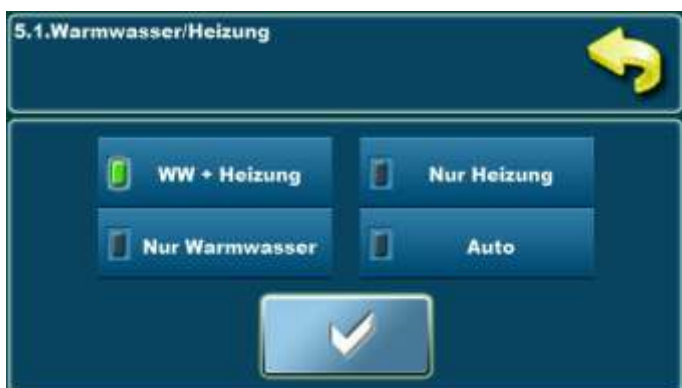 5.1.Warmwasser/Heizung
WW + Heizung
Nur Heizung
Nur Warmwasser
Auto